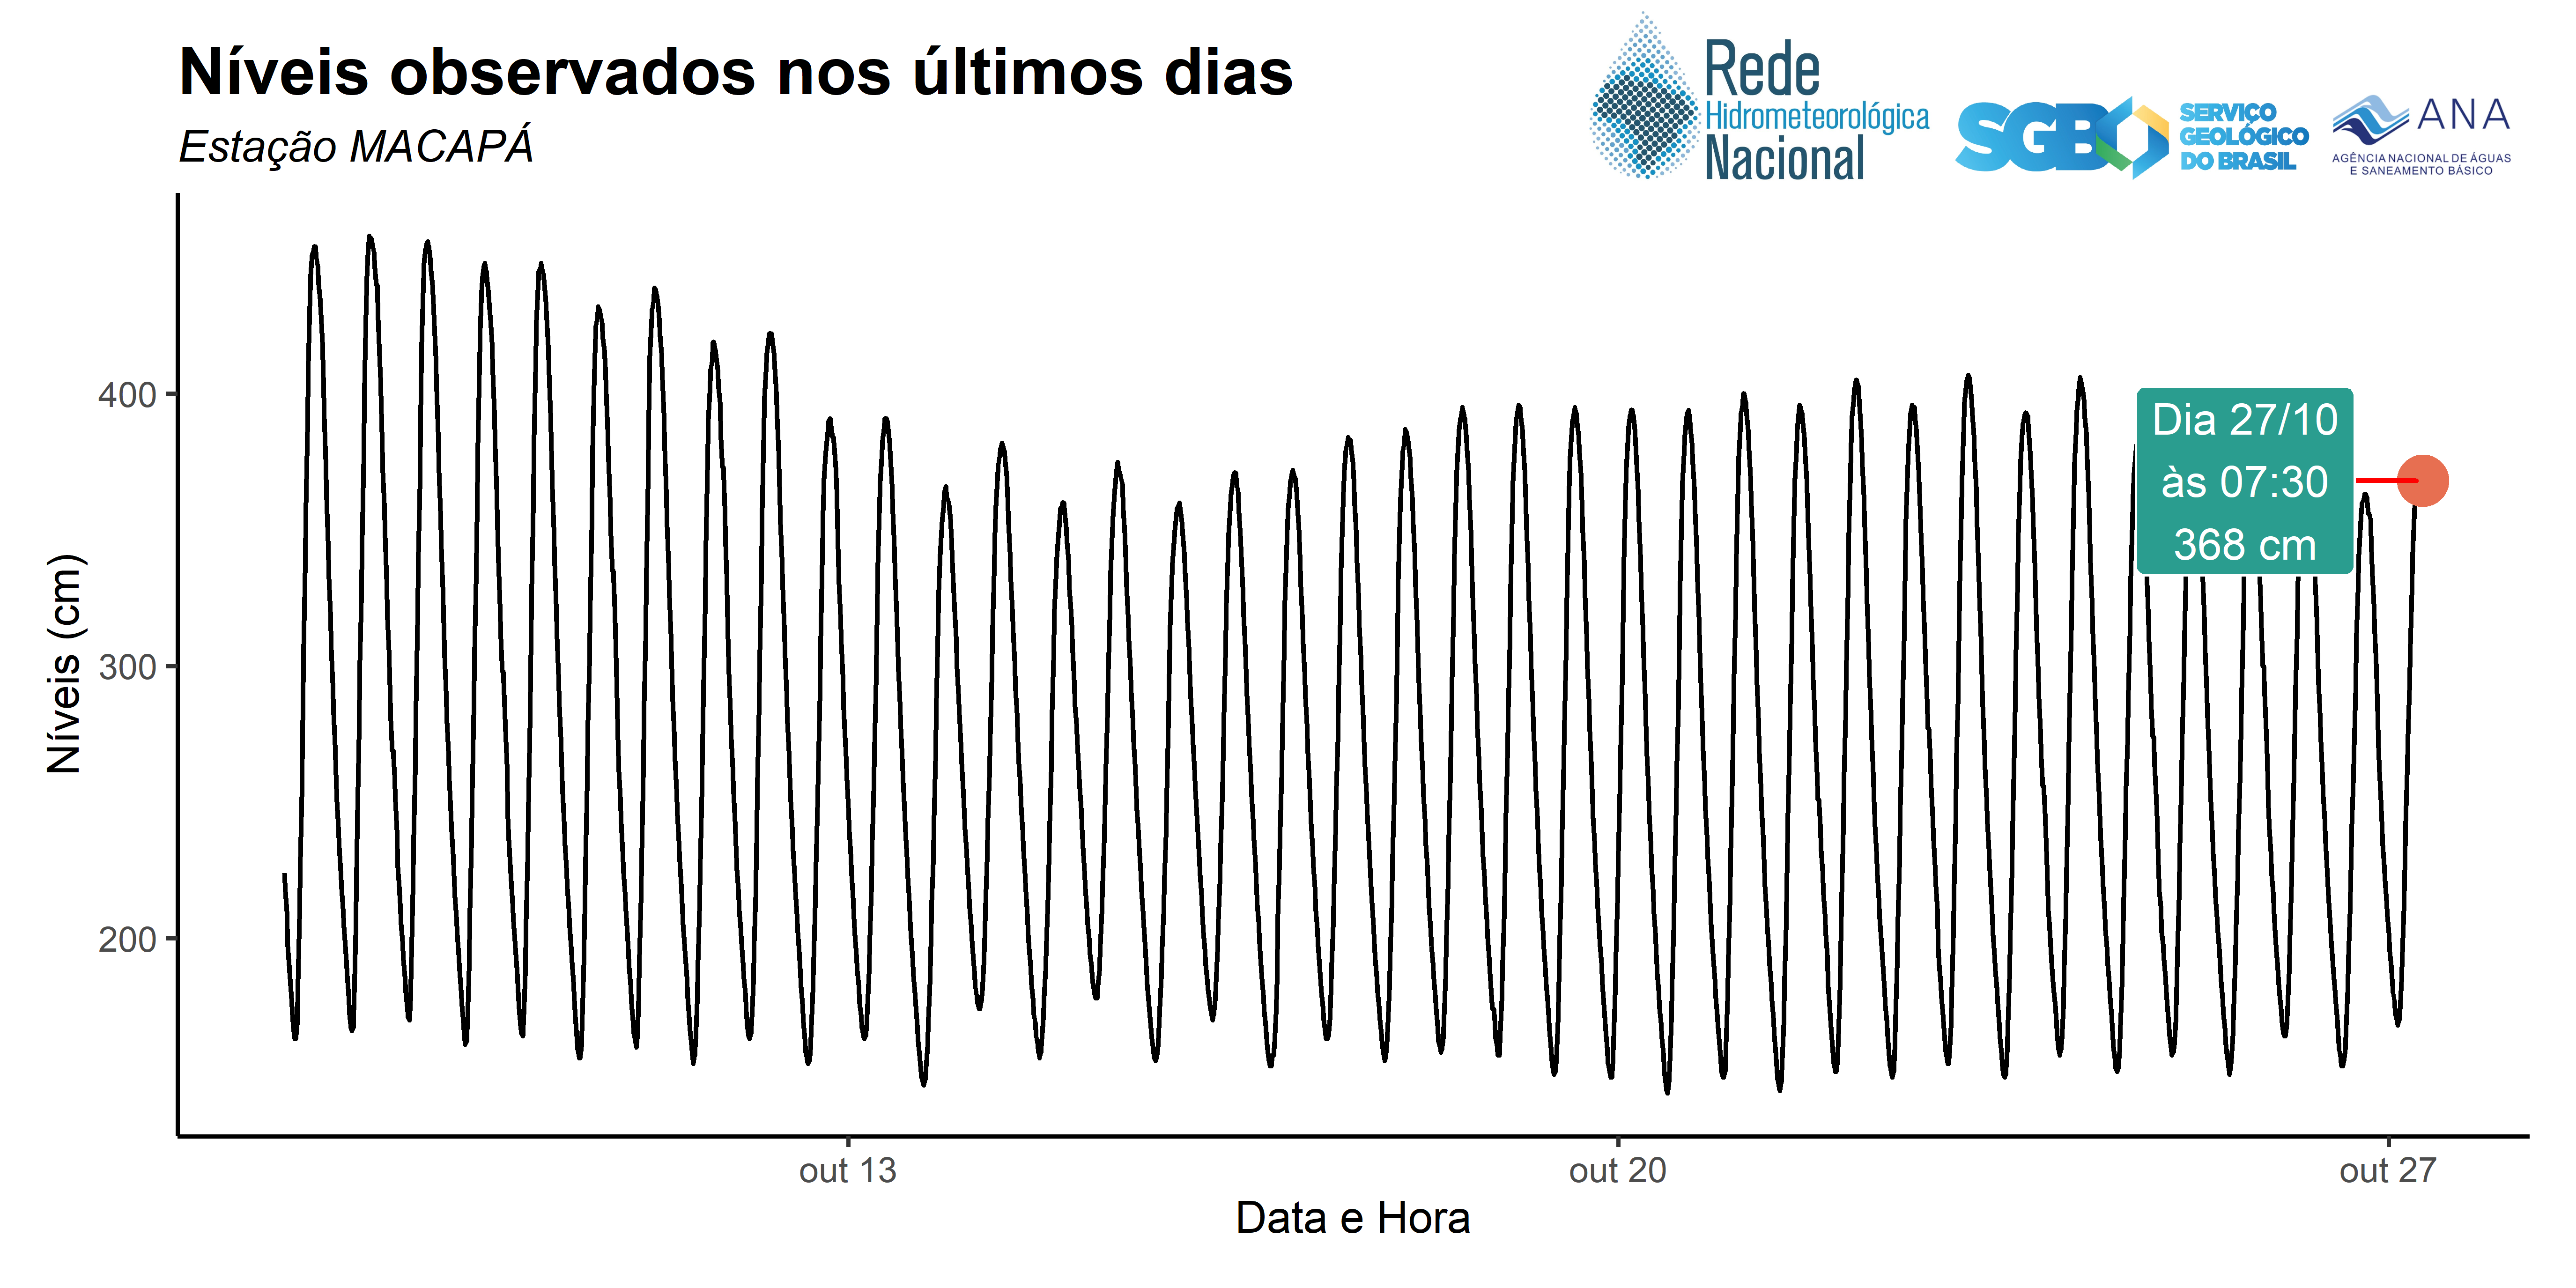 Níveis observados nos últimos dias
Estação MACAPÁ
Rede
Hidrometeorológica
Nacional
SGB
SERVIÇO
GEOLÓGICO
DO BRASIL
ANA
AGÊNCIA NACIONAL DE ÁGUAS
E SANEAMENTO BÁSICO
Níveis (cm)
400
300
200
Dia 27/10
às 07:30
368 cm
out 13
out 20
out 27
Data e Hora